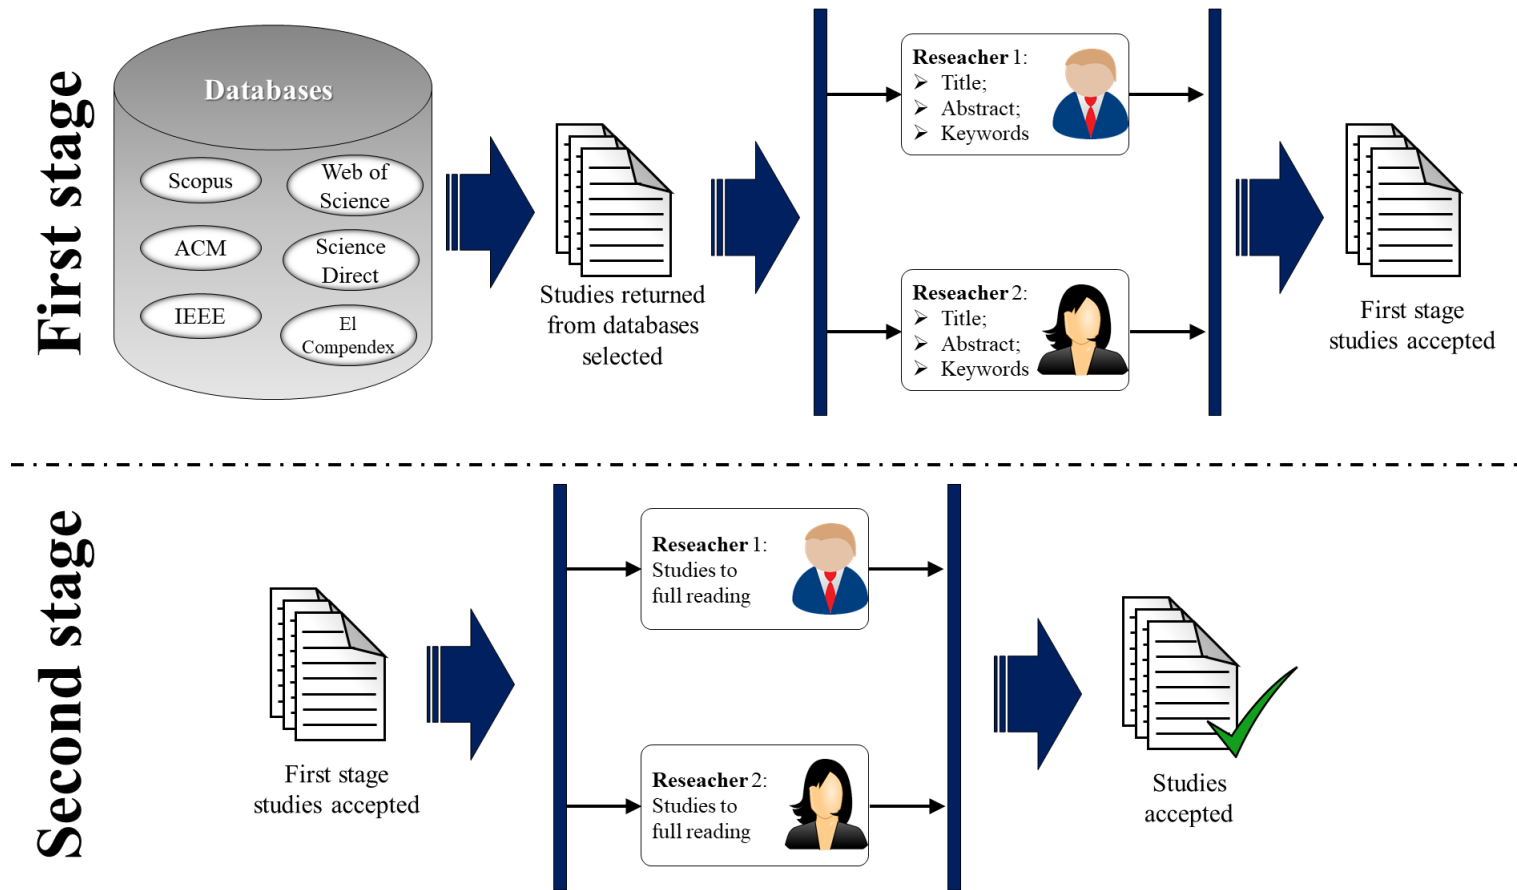 First stage
Databases
Scopus
Web of
Science
ACM
Science
Direct
IEEE
El
Compendex
Studies returned
from databases
selected
Reseacher 1:
➢ Title;
➢ Abstract;
➢ Keywords
Reseacher 2:
➢ Title;
➢ Abstract;
➢ Keywords
First stage
studies accepted
Second stage
First stage
studies accepted
Reseacher 1:
Studies to
full reading
Reseacher 2:
Studies to
full reading
Studies
accepted